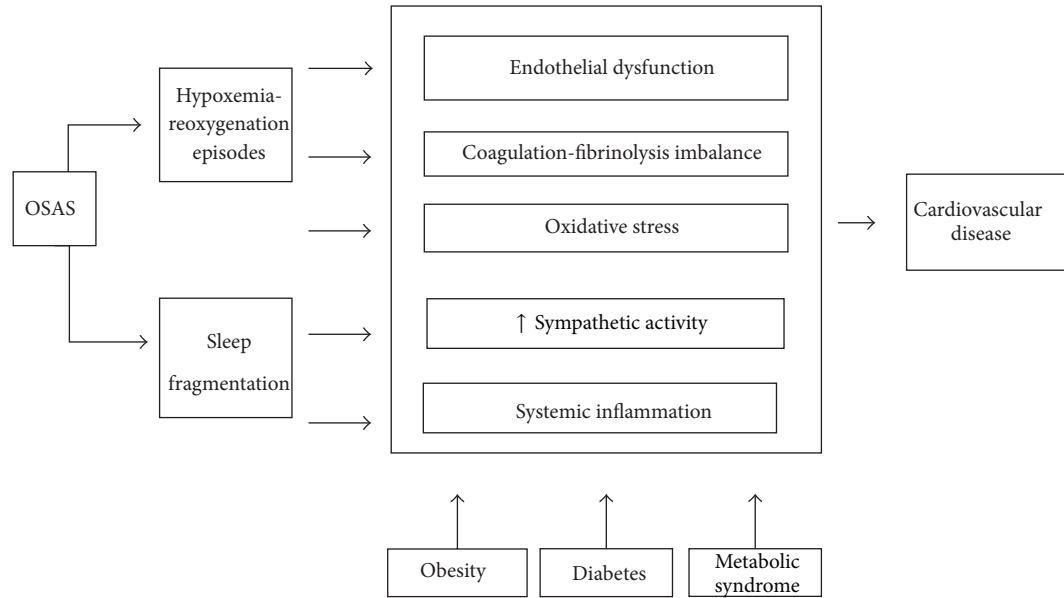 OSAS
Hypoxemia-
reoxygenation
episodes
Sleep
fragmentation
Endothelial dysfunction
Coagulation-fibrinolysis imbalance
Oxidative stress
↑ Sympathetic activity
Systemic inflammation
Cardiovascular
disease
Obesity
Diabetes
Metabolic
syndrome